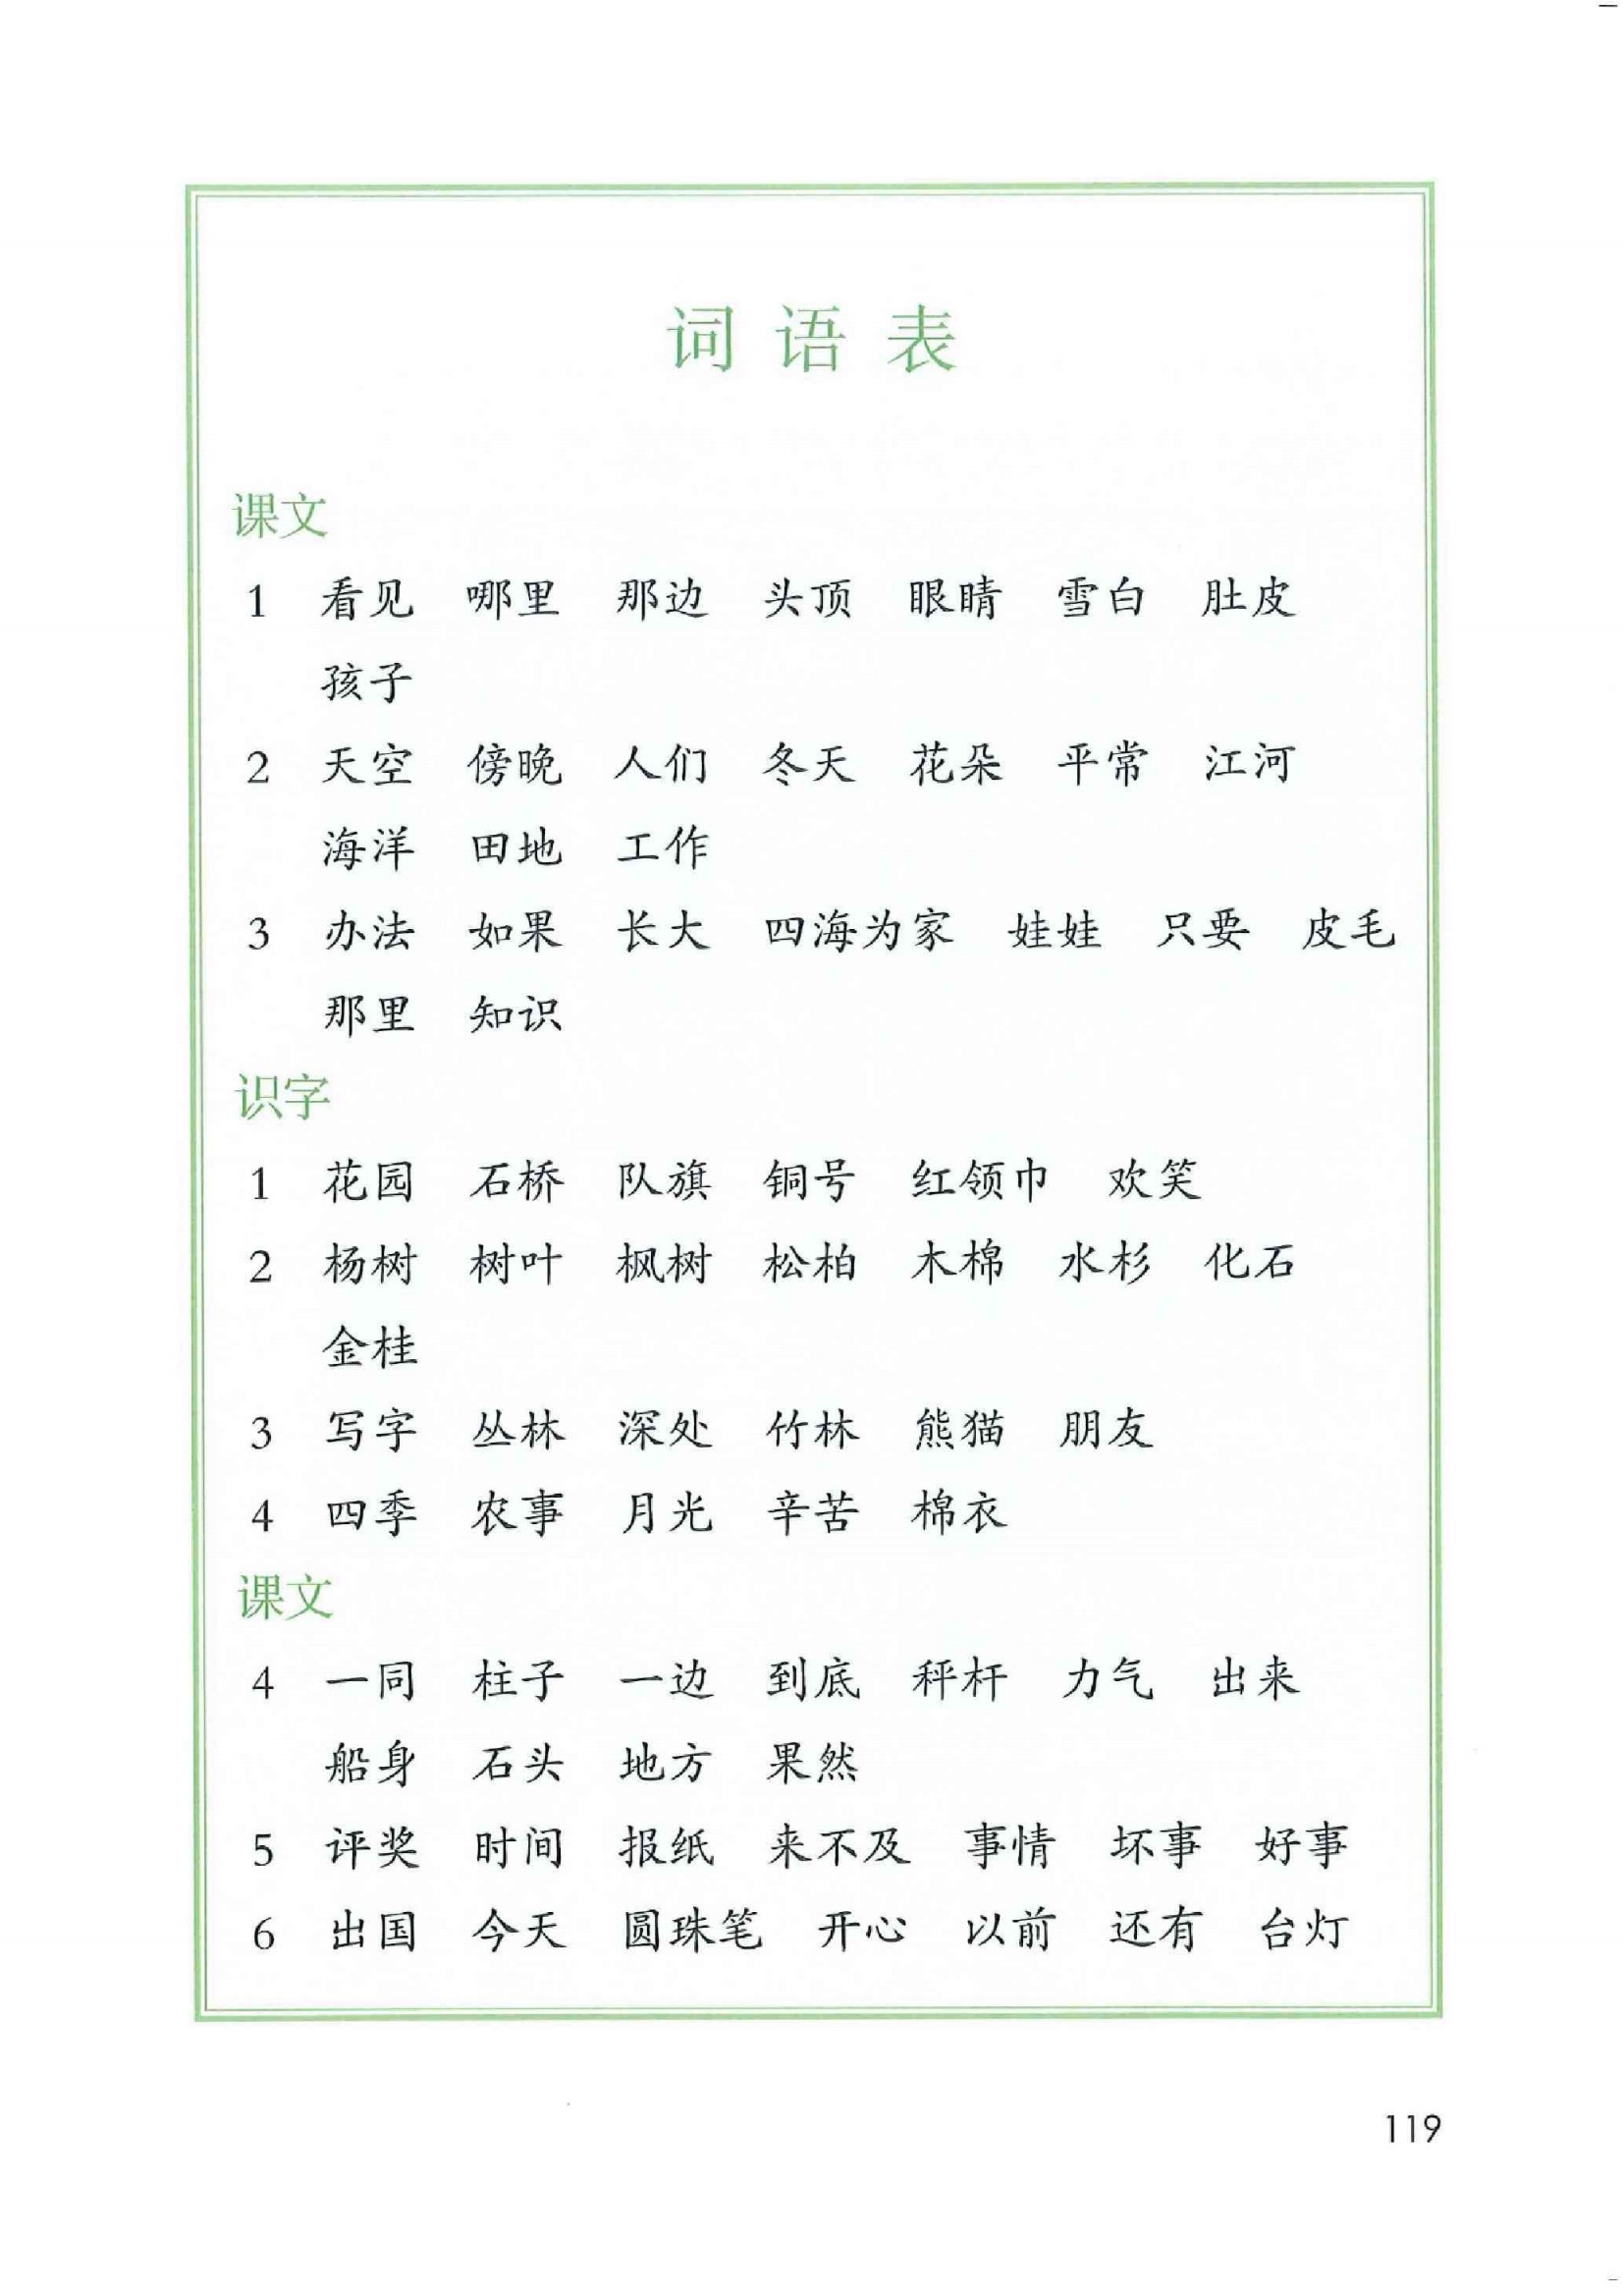 词语表
课文
1 看见 哪里 那边 头顶 眼睛 雪白 肚皮
孩子
2 天空 傍晚 人们 冬天 花朵 平常 江河
海洋 田地 工作
3 办法 如果 长大 四海为家 娃娃 只要 皮毛
那里 知识
识字
1 花园 石桥 队旗 铜号 红领巾 欢笑
2 杨树 树叶 枫树 松柏 木棉 水杉 化石
金桂
3 写字 丛林 深处 竹林 熊猫 朋友
4 四季 农事 月光 辛苦 棉衣
课文
4 一同 柱子 一边 到底 秤杆 力气 出来
船身 石头 地方 果然
5 评奖 时间 报纸 来不及 事情 坏事 好事
6 出国 今天 圆珠笔 开心 以前 还有 台灯
119